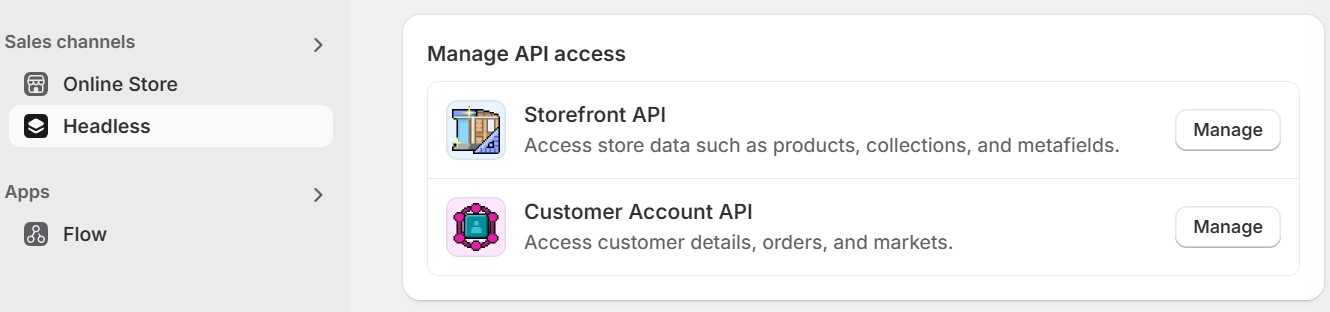 Sales channels
Online Store
Headless
Apps
Flow
Manage API access
Storefront API
Access store data such as products, collections, and metafields.
Manage
Customer Account API
Access customer details, orders, and markets.
Manage